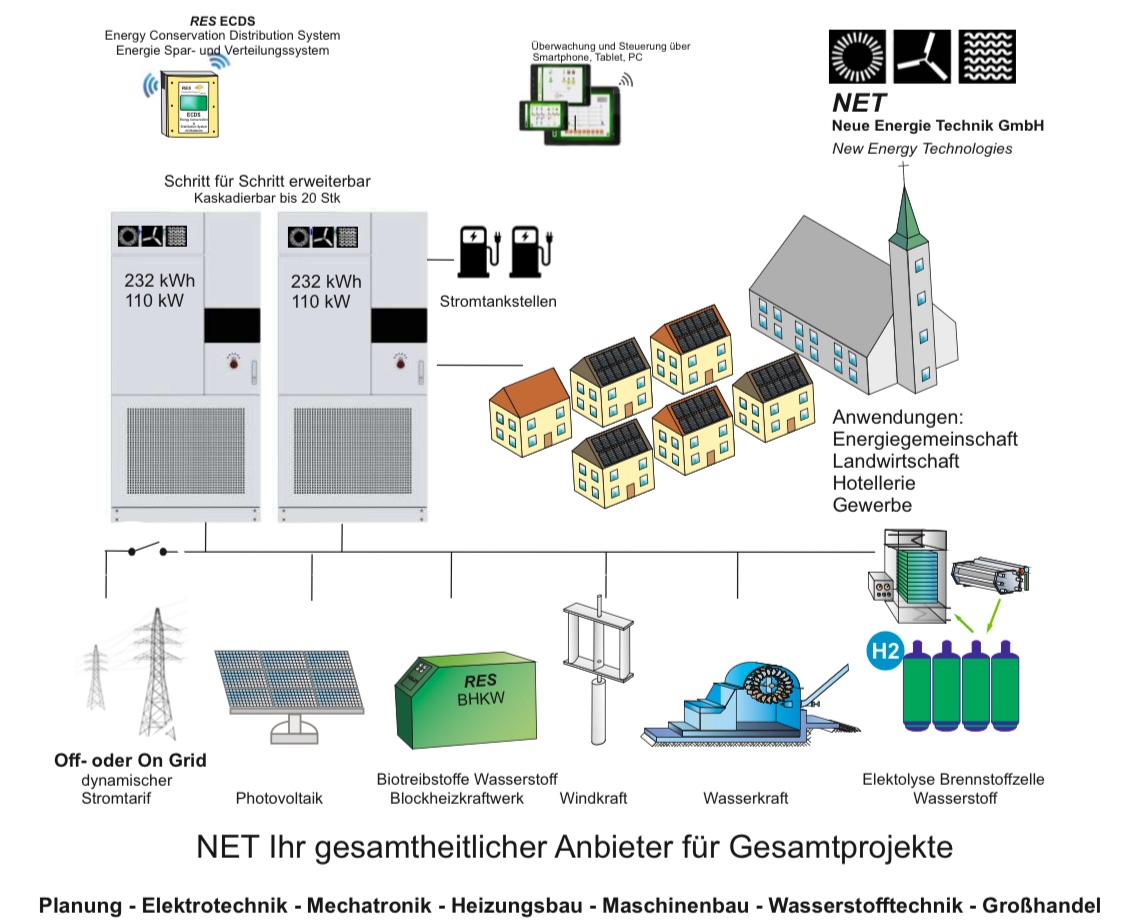 RES ECDS
Energy Conservation Distribution System
Energie Spar- und Verteilungssystem
RES
ECDS
Energy Conservation
Distribution System
Überwachung und Steuerung über
Smartphone, Tablet, PC
NET
Neue Energie Technik GmbH
New Energy Technologies
Schritt für Schritt erweiterbar
Kaskadierbar bis 20 Stk
232 kWh
110 kW
232 kWh
110 kW
Stromtankstellen
Anwendungen:
Energiegemeinschaft
Landwirtschaft
Hotellerie
Gewerbe
H2
RES
BHKW
Off- oder On Grid
dynamischer
Stromtarif
Photovoltaik
Biotreibstoffe Wasserstoff
Blockheizkraftwerk
Windkraft
Wasserkraft
Elektolyse Brennstoffzelle
Wasserstoff
NET Ihr gesamtheitlicher Anbieter für Gesamtprojekte
Planung - Elektrotechnik - Mechatronik - Heizungsbau - Maschinenbau - Wasserstofftechnik - Großhandel